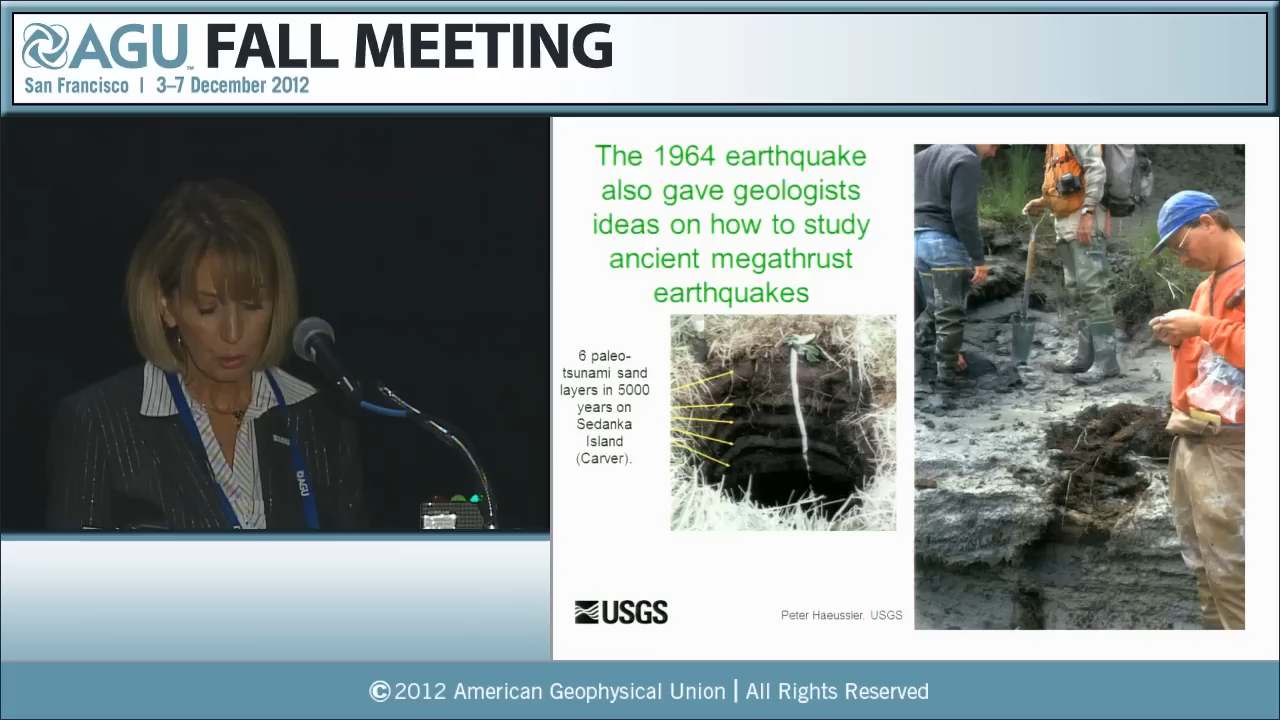 AGU™ FALL MEETING
San Francisco | 3–7 December 2012
The 1964 earthquake
also gave geologists
ideas on how to study
ancient megathrust
earthquakes
6 paleo-
tsunami sand
layers in 5000
years on
Sedanka
Island
(Carver).
AGU
USGS
Peter Haeussler. USGS
©2012 American Geophysical Union | All Rights Reserved